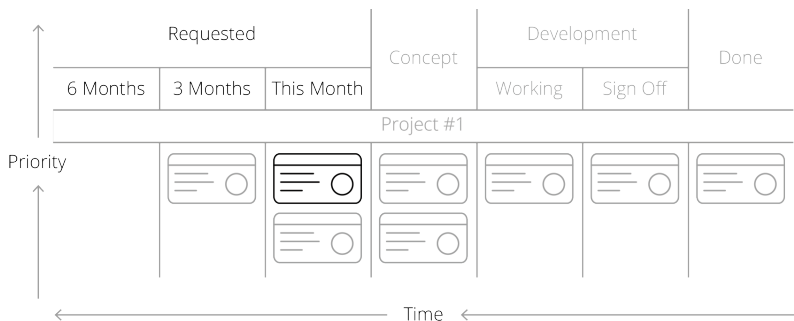 Requested
Concept
Development
Done
6 Months
3 Months
This Month
Working
Sign Off
Project #1
Priority
Time